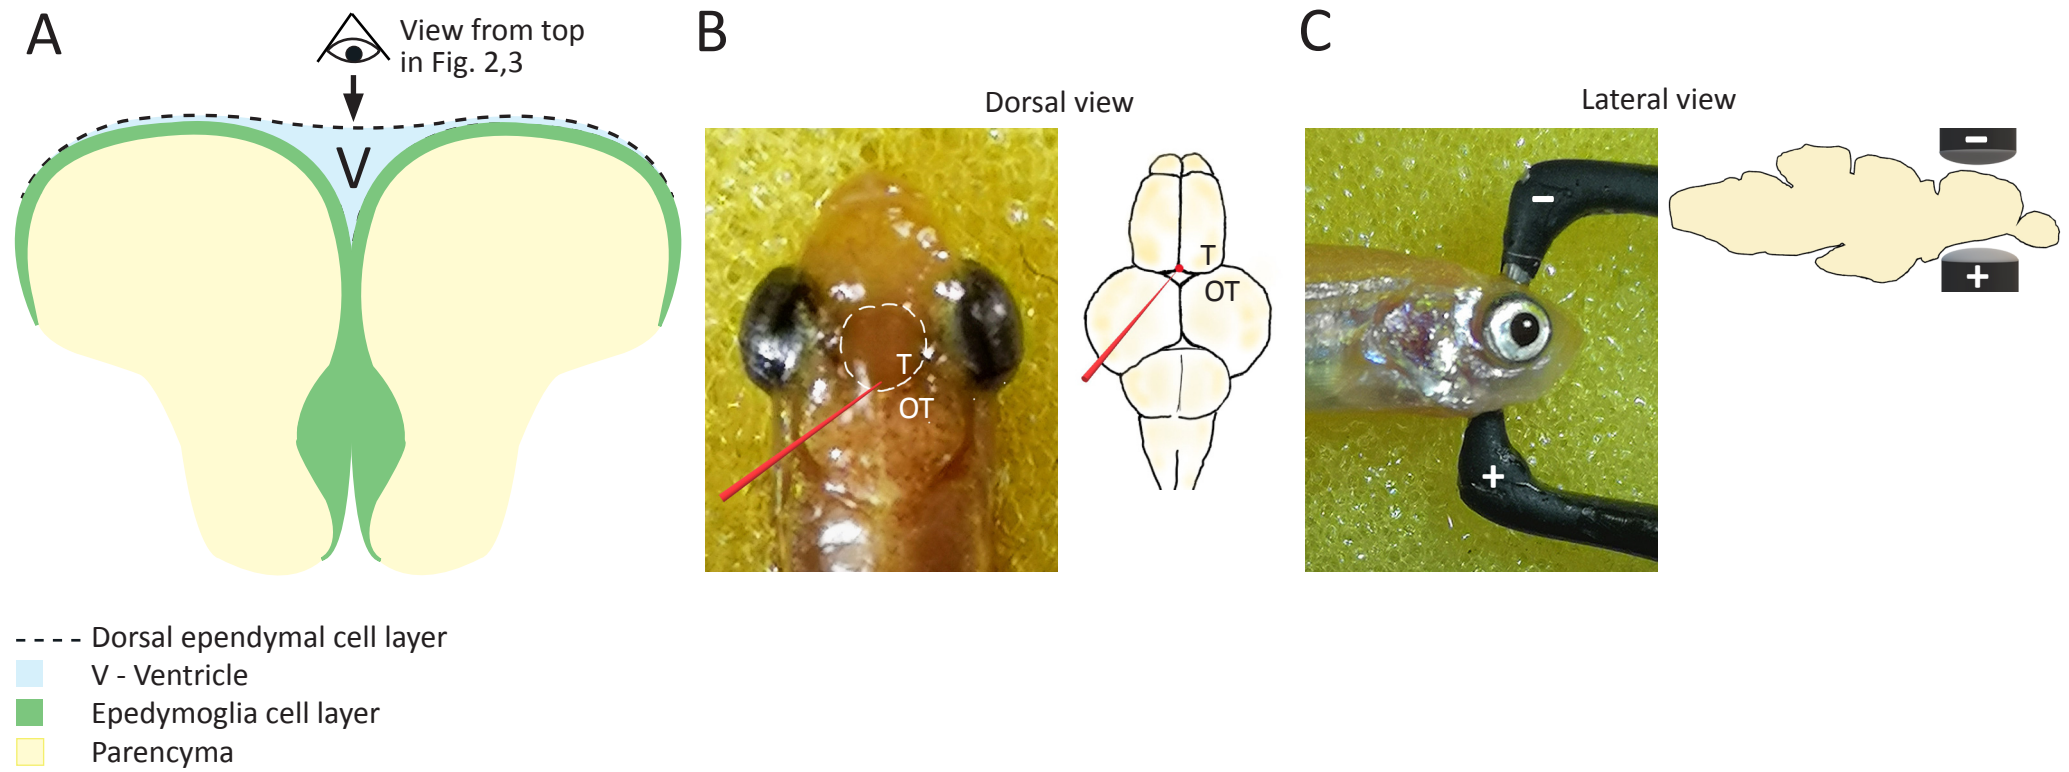 A
View from top
in Fig. 2,3
V
Dorsal ependymal cell layer
V - Ventricle
Epedymoglia cell layer
Parencyma
B
Dorsal view
T
OT
T
OT
C
Lateral view
-
+
-
+